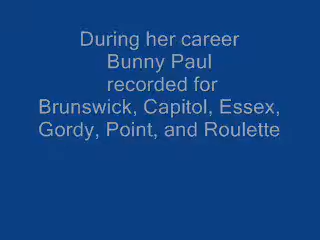 During her career
Bunny Paul
recorded for
Brunswick, Capitol, Essex,
Gordy, Point, and Roulette